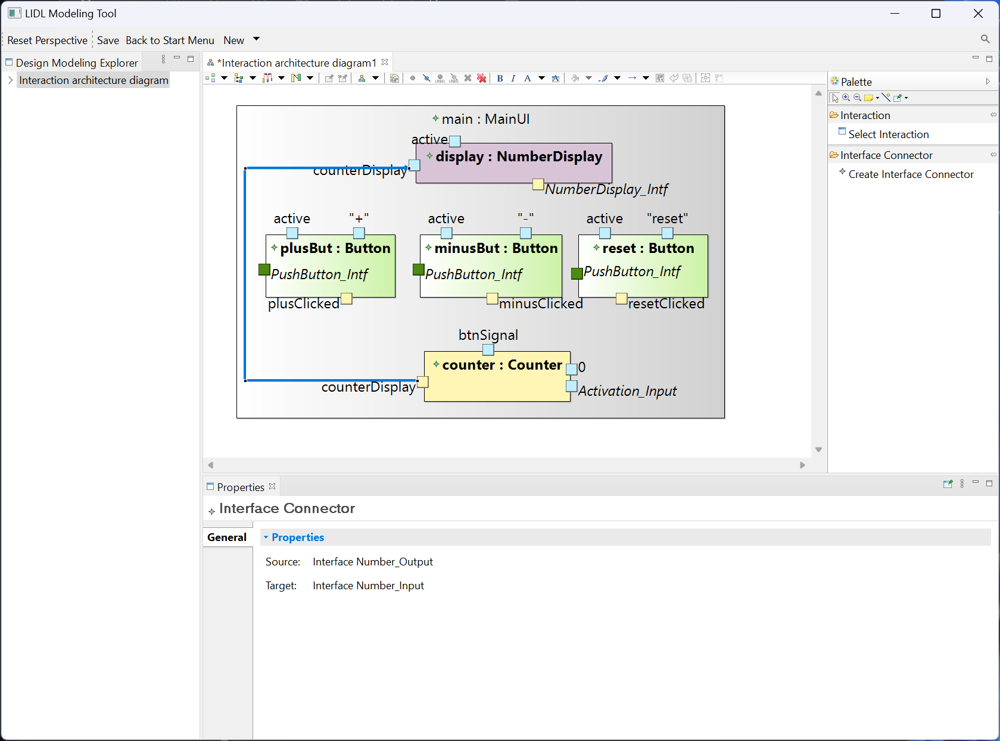 LIDL Modeling Tool
Reset Perspective Save Back to Start Menu New
Design Modeling Explorer
Interaction architecture diagram
*Interaction architecture diagram1
B I A A
LABEL LABEL
main : MainUI
active
display : NumberDisplay
counterDisplay
NumberDisplay_Intf
active "+" active "-" active "reset"
plusBut : Button minusBut : Button reset : Button
PushButton_Intf PushButton_Intf PushButton_Intf
plusClicked minusClicked resetClicked
btnSignal
counter : Counter 0
counterDisplay Activation_Input
Palette
Interaction
Select Interaction
Interface Connector
Create Interface Connector
Properties
Interface Connector
General
Properties
Source: Interface Number_Output
Target: Interface Number_Input